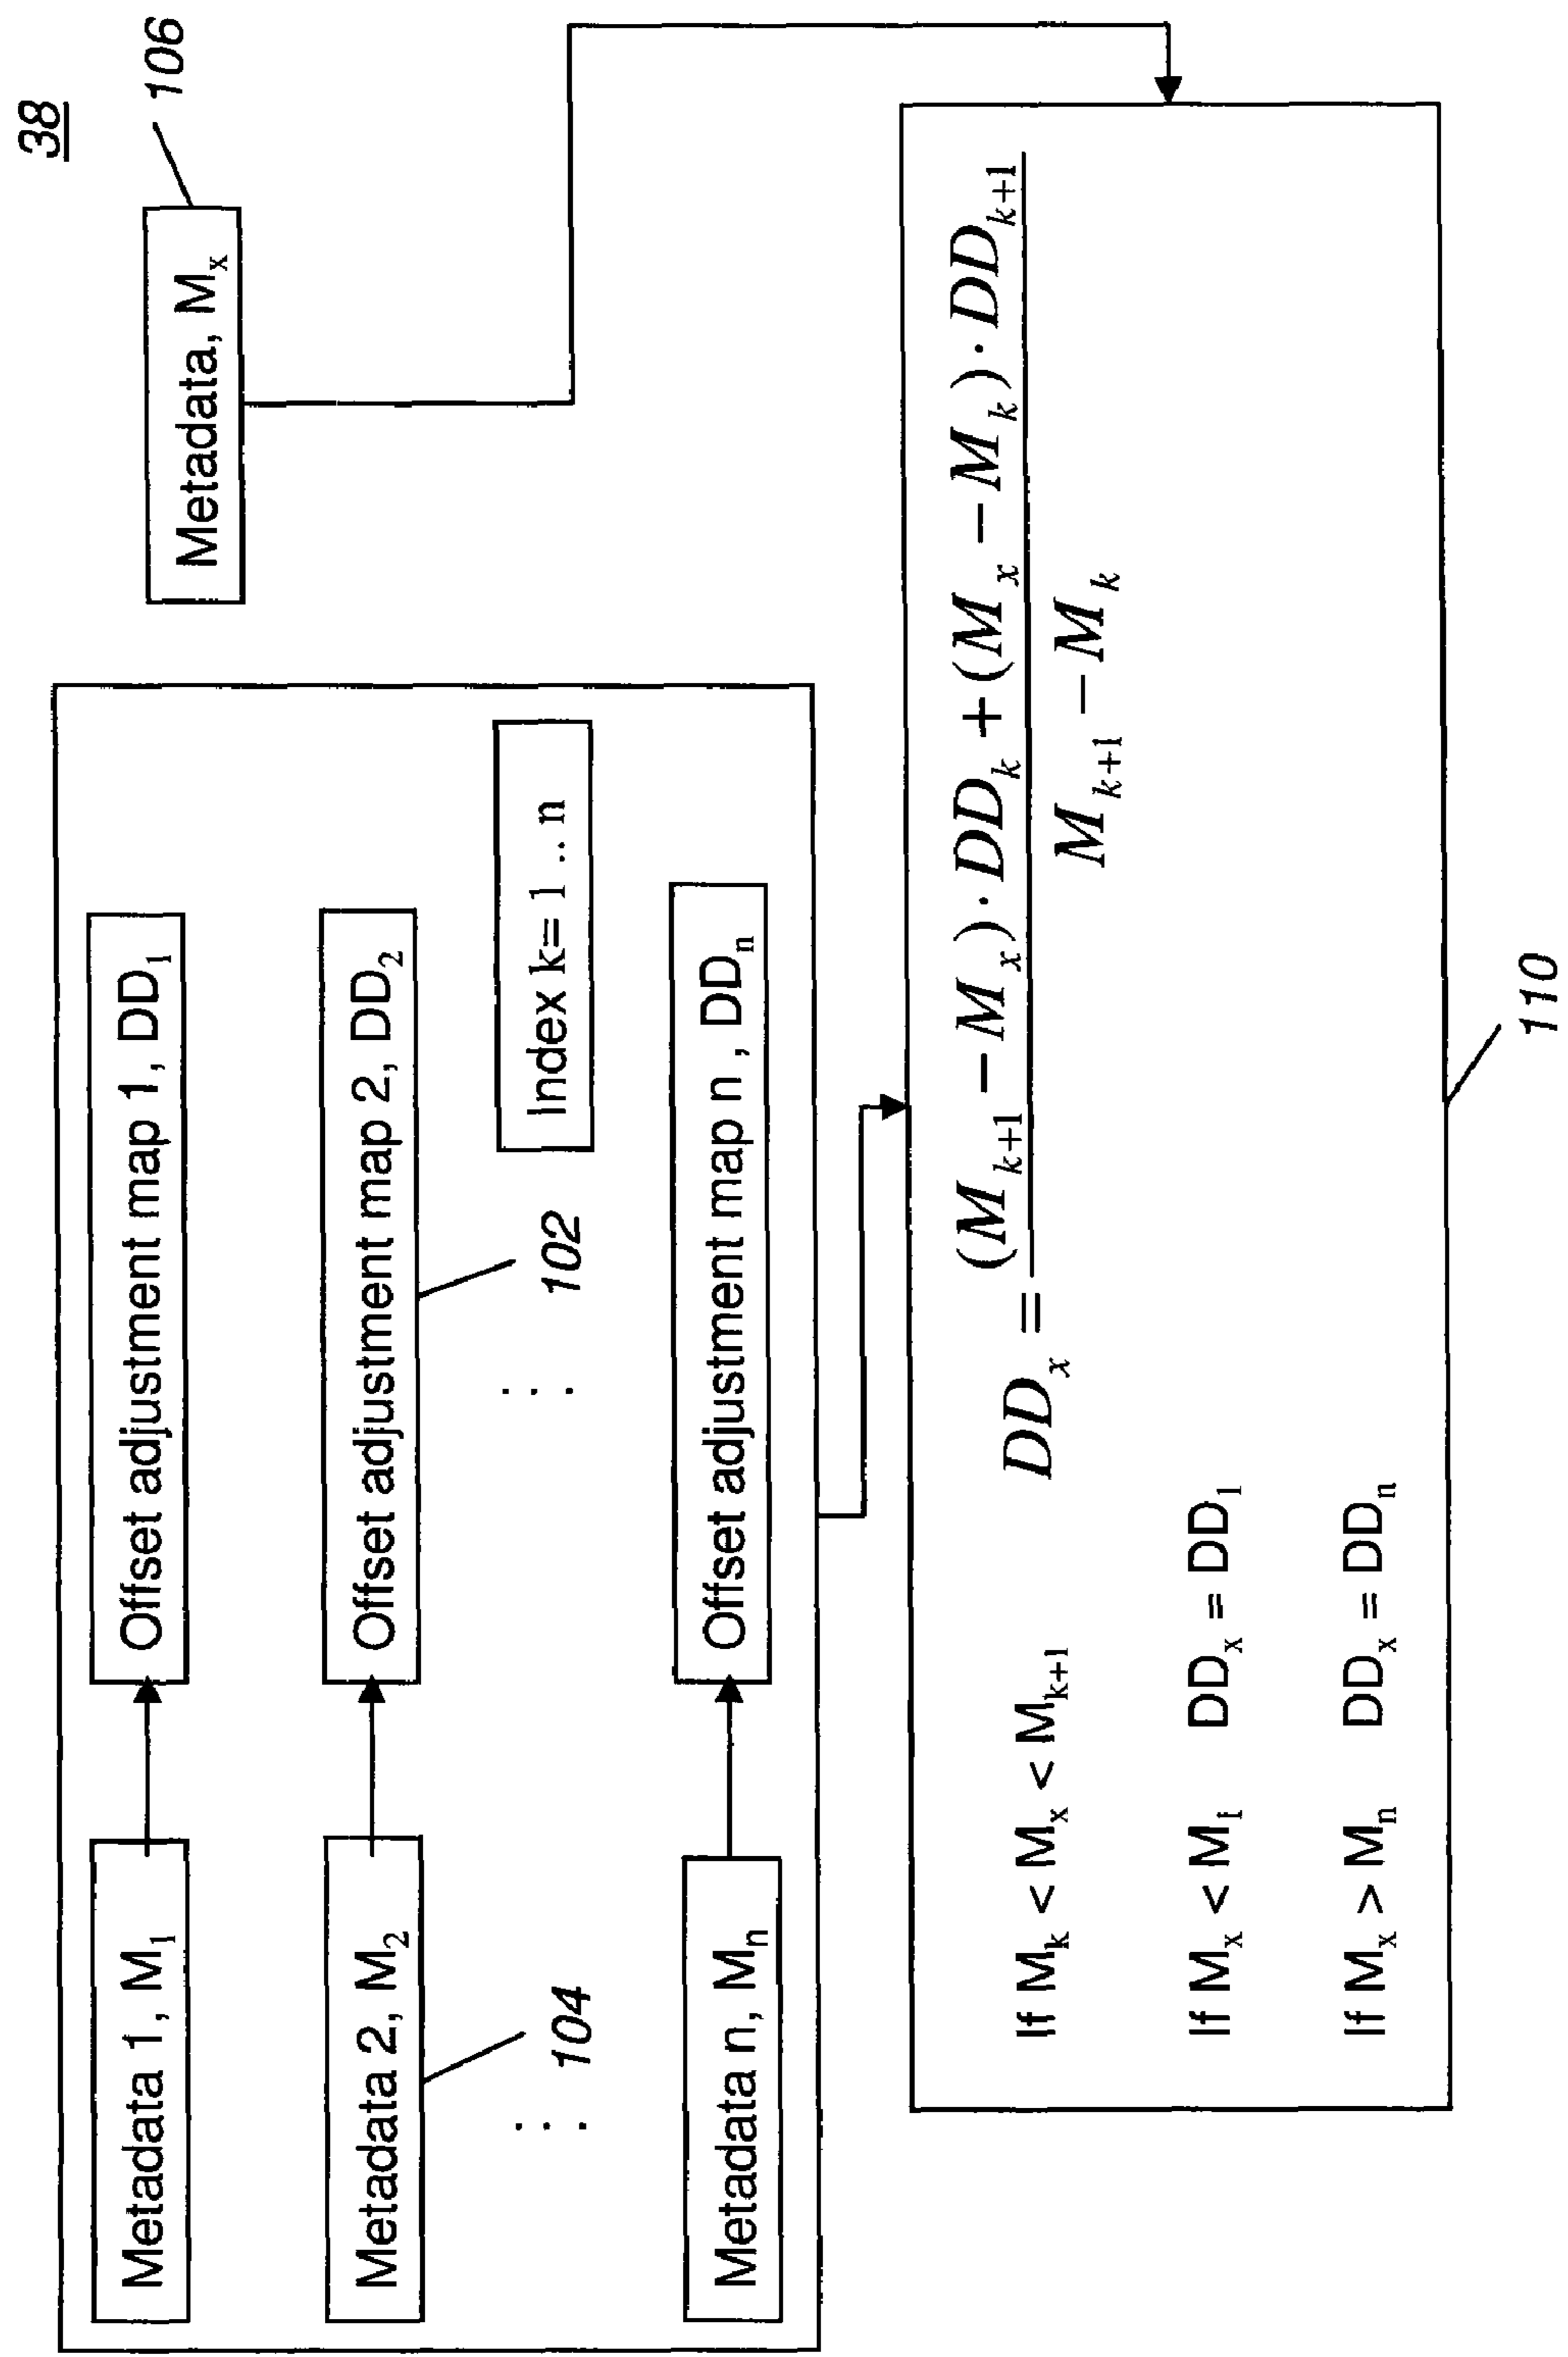 38
Metadata 1, M₁
Offset adjustment map 1, DD₁
Metadata, Mₓ
106
Metadata 2, M₂
Offset adjustment map 2, DD₂
104
102
⋮
⋮
Index k= 1 .. n
Metadata n, Mₙ
Offset adjustment map n , DDₙ
If Mₖ < Mₓ < Mₖ₊₁
DDₓ = ((Mₖ₊₁ − Mₓ) · DDₖ + (Mₓ − Mₖ) · DDₖ₊₁) / (Mₖ₊₁ − Mₖ)
If Mₓ < M₁ DDₓ = DD₁
If Mₓ > Mₙ DDₓ = DDₙ
110